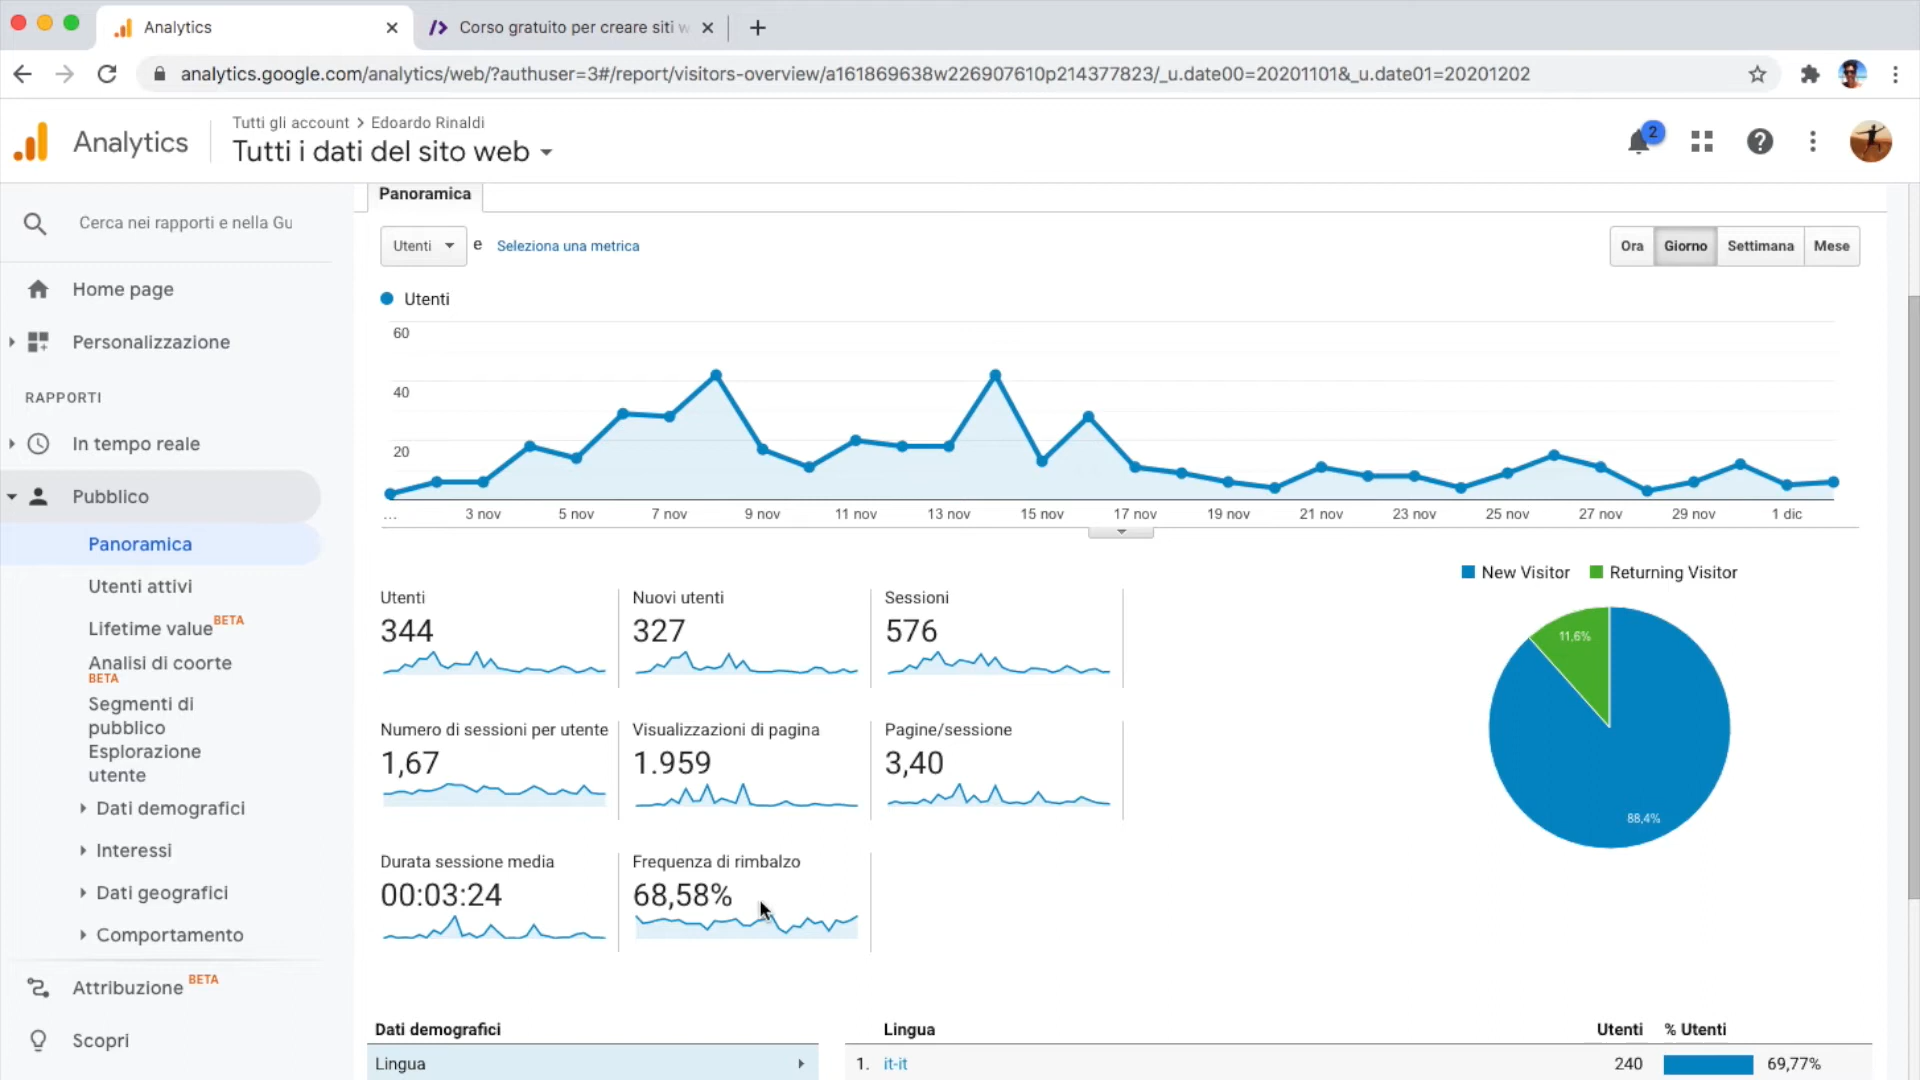 Analytics
Corso gratuito per creare siti w
analytics.google.com/analytics/web/?authuser=3#/report/visitors-overview/a161869638w226907610p214377823/_u.date00=20201101&_u.date01=20201202
Analytics
Tutti gli account > Edoardo Rinaldi
Tutti i dati del sito web
2
Cerca nei rapporti e nella Gu
Home page
Personalizzazione
RAPPORTI
In tempo reale
Pubblico
Panoramica
Utenti attivi
Lifetime value BETA
Analisi di coorte
BETA
Segmenti di
pubblico
Esplorazione
utente
Dati demografici
Interessi
Dati geografici
Comportamento
Attribuzione BETA
Scopri
Panoramica
Utenti e Seleziona una metrica
Ora Giorno Settimana Mese
Utenti
60
40
20
... 3 nov 5 nov 7 nov 9 nov 11 nov 13 nov 15 nov 17 nov 19 nov 21 nov 23 nov 25 nov 27 nov 29 nov 1 dic
Utenti
344
Nuovi utenti
327
Sessioni
576
Numero di sessioni per utente
1,67
Visualizzazioni di pagina
1.959
Pagine/sessione
3,40
Durata sessione media
00:03:24
Frequenza di rimbalzo
68,58%
New Visitor Returning Visitor
11,6%
88,4%
Dati demografici
Lingua
Lingua Utenti % Utenti
1. it-it 240 69,77%